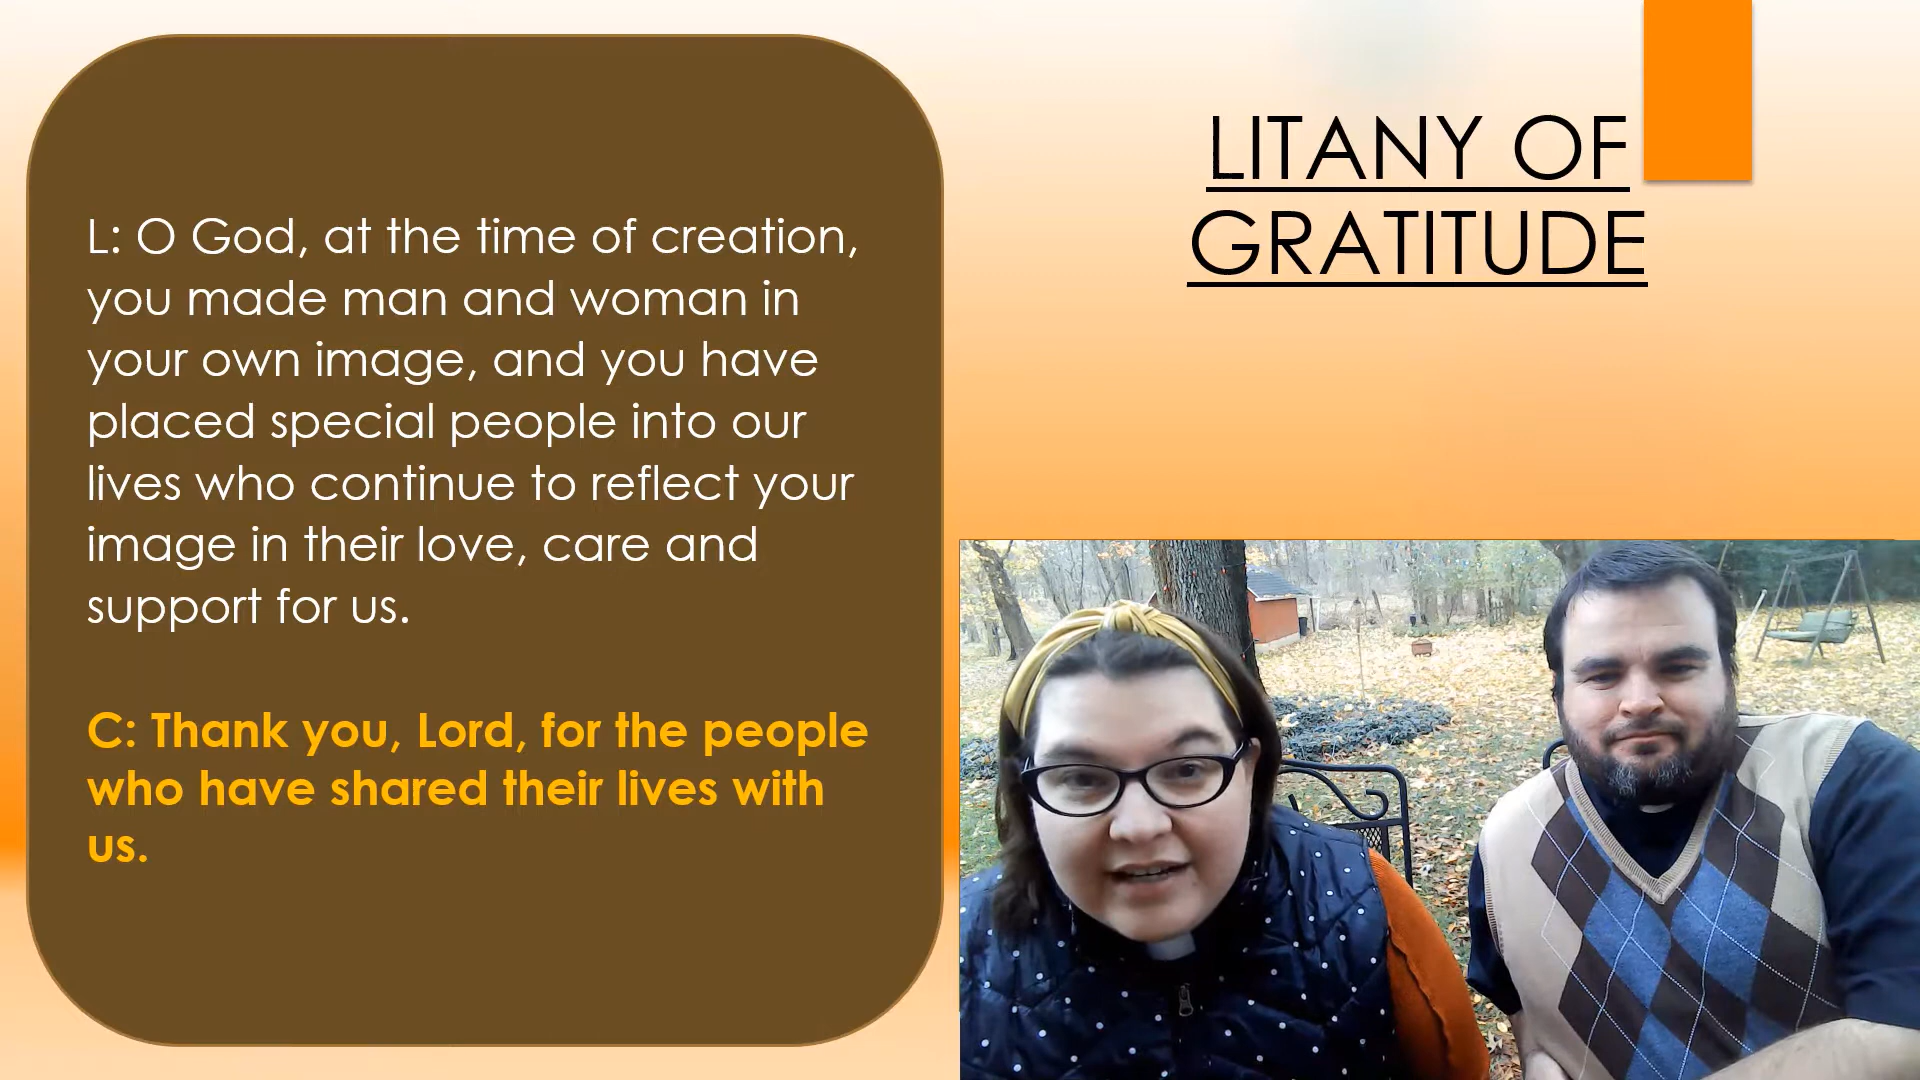 LITANY OF
GRATITUDE
L: O God, at the time of creation,
you made man and woman in
your own image, and you have
placed special people into our
lives who continue to reflect your
image in their love, care and
support for us.
C: Thank you, Lord, for the people
who have shared their lives with
us.